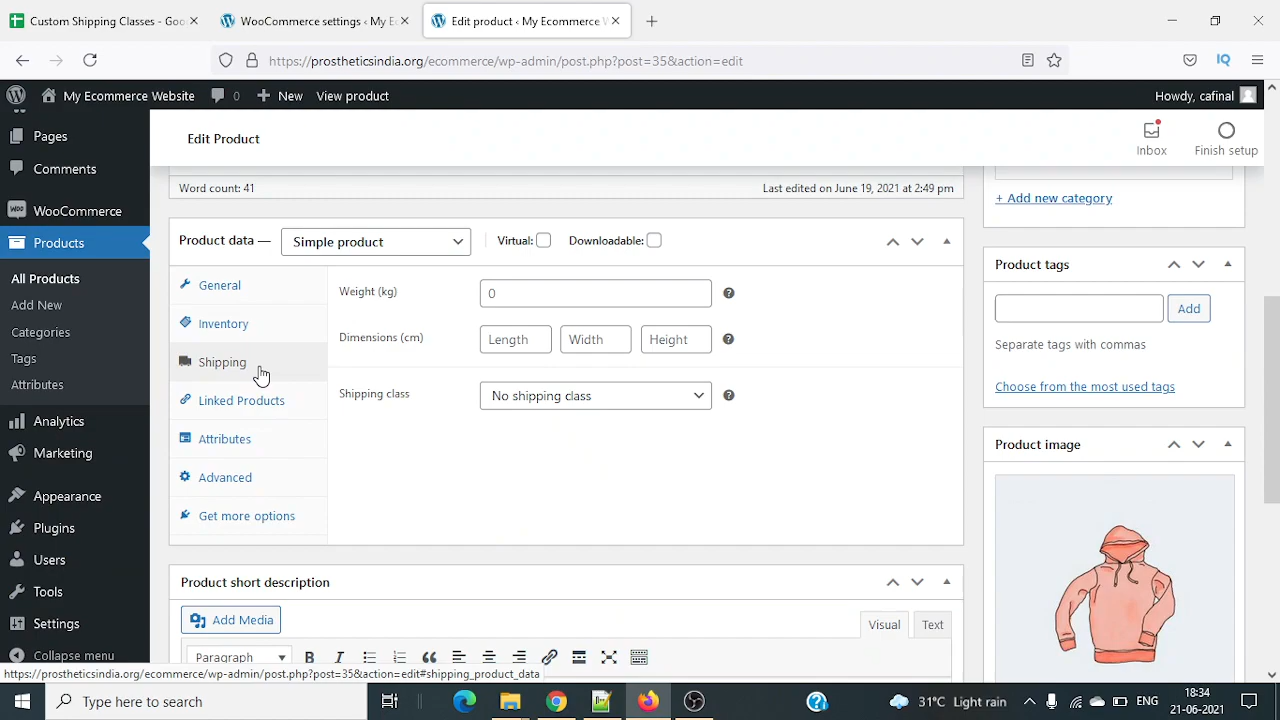 Custom Shipping Classes - Goo
WooCommerce settings ‹ My Ec
Edit product ‹ My Ecommerce W
https://prostheticsindia.org/ecommerce/wp-admin/post.php?post=35&action=edit
IQ
My Ecommerce Website
0
New
View product
Howdy, cafinal
Pages
Comments
WooCommerce
Products
All Products
Add New
Categories
Tags
Attributes
Analytics
Marketing
Appearance
Plugins
Users
Tools
Settings
Collapse menu
Edit Product
Inbox
Finish setup
Word count: 41
Last edited on June 19, 2021 at 2:49 pm
Product data —
Simple product
Virtual:
Downloadable:
General
Inventory
Shipping
Linked Products
Attributes
Advanced
Get more options
Weight (kg)
0
Dimensions (cm)
Length
Width
Height
Shipping class
No shipping class
Product short description
Add Media
Visual
Text
Paragraph
+ Add new category
Product tags
Add
Separate tags with commas
Choose from the most used tags
Product image
https://prostheticsindia.org/ecommerce/wp-admin/post.php?post=35&action=edit#shipping_product_data
Type here to search
31°C Light rain
ENG
18:34
21-06-2021